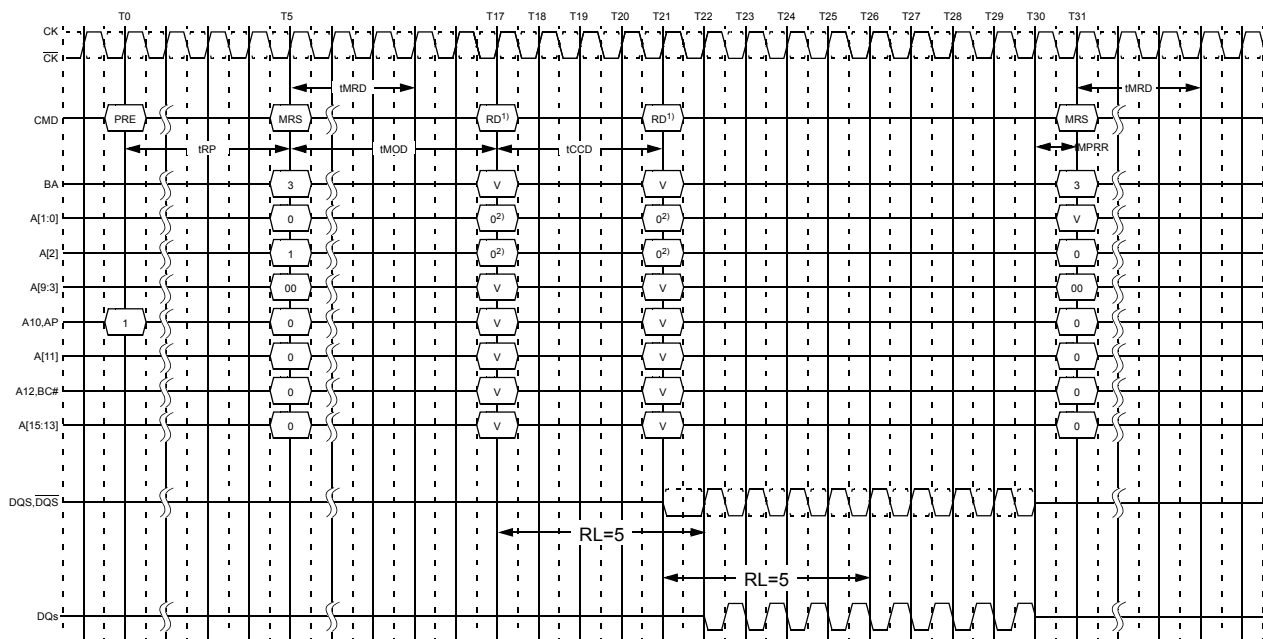 T0 T5 T17 T18 T19 T20 T21 T22 T23 T24 T25 T26 T27 T28 T29 T30 T31
CK
CK
tMRD tMRD
CMD PRE MRS RD1) RD1) MRS
tRP tMOD tCCD tMPRR
BA 3 V V 3
A[1:0] 0 02) 02) V
A[2] 1 02) 02) 0
A[9:3] 00 V V 00
A10,AP 1 0 V V 0
A[11] 0 V V 0
A12,BC# 0 V V 0
A[15:13] 0 V V 0
DQS,DQS
RL=5
RL=5
DQs